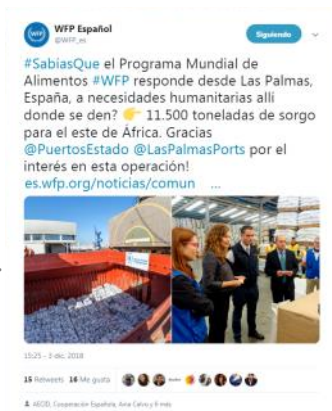 WFP Español
@WFP_es
Siguiendo
#SabíasQue el Programa Mundial de
Alimentos #WFP responde desde Las Palmas,
España, a necesidades humanitarias allí
donde se den? 👉 11.500 toneladas de sorgo
para el este de África. Gracias
@PuertosEstado @LasPalmasPorts por el
interés en esta operación!
es.wfp.org/noticias/comun ...
15:25 - 3 dic. 2018
15 Retweets 16 Me gusta
AECID, Cooperación Española, Ana Calvo y 9 más